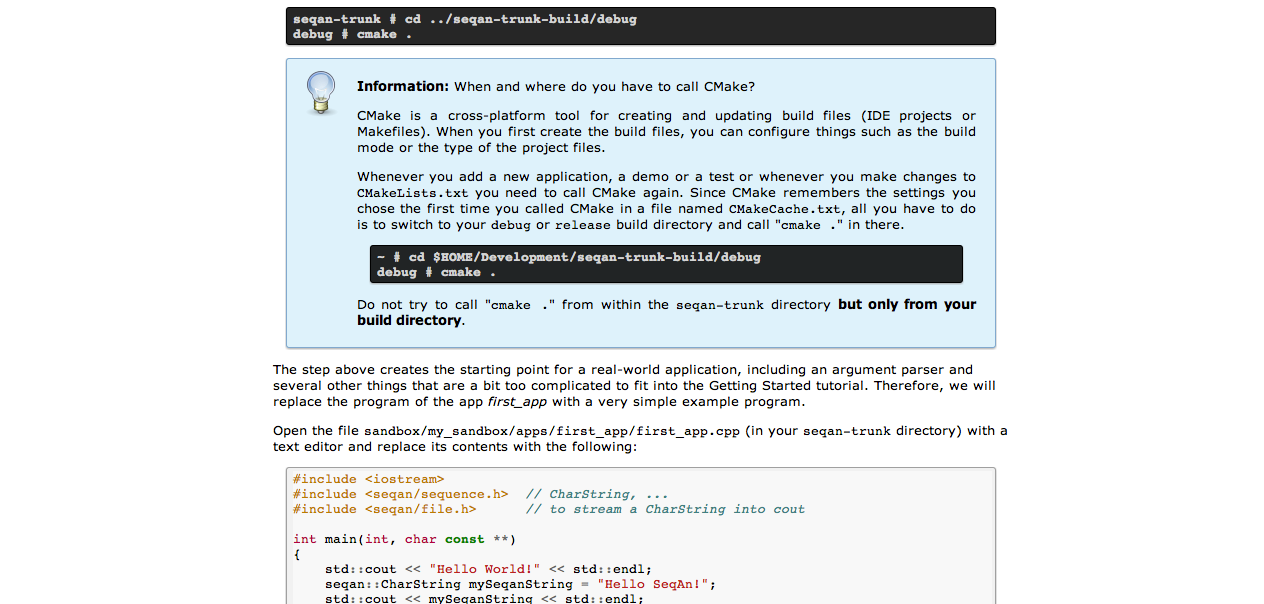 seqan-trunk # cd ../seqan-trunk-build/debug
debug # cmake .
Information: When and where do you have to call CMake?
CMake is a cross-platform tool for creating and updating build files (IDE projects or
Makefiles). When you first create the build files, you can configure things such as the build
mode or the type of the project files.
Whenever you add a new application, a demo or a test or whenever you make changes to
CMakeLists.txt you need to call CMake again. Since CMake remembers the settings you
chose the first time you called CMake in a file named CMakeCache.txt, all you have to do
is to switch to your debug or release build directory and call "cmake ." in there.
~ # cd $HOME/Development/seqan-trunk-build/debug
debug # cmake .
Do not try to call "cmake ." from within the seqan-trunk directory but only from your
build directory.
The step above creates the starting point for a real-world application, including an argument parser and
several other things that are a bit too complicated to fit into the Getting Started tutorial. Therefore, we will
replace the program of the app first_app with a very simple example program.
Open the file sandbox/my_sandbox/apps/first_app/first_app.cpp (in your seqan-trunk directory) with a
text editor and replace its contents with the following:
#include <iostream>
#include <seqan/sequence.h>  // CharString, ...
#include <seqan/file.h>      // to stream a CharString into cout
int main(int, char const **)
{
    std::cout << "Hello World!" << std::endl;
    seqan::CharString mySeqanString = "Hello SeqAn!";
    std::cout << mySeqanString << std::endl;